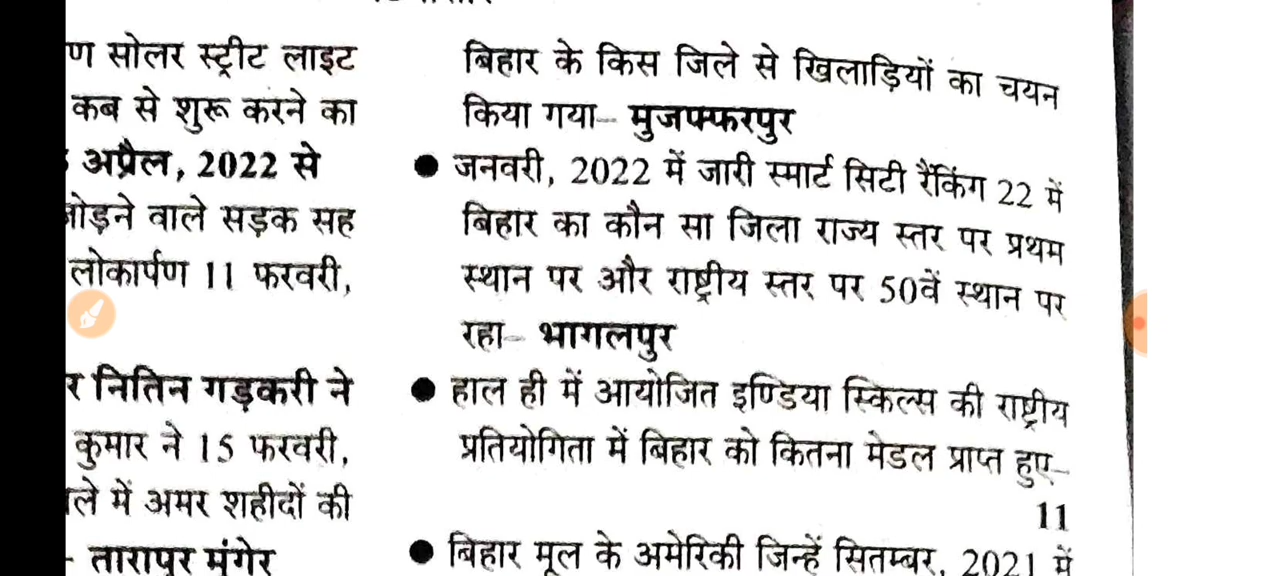 ण सोलर स्ट्रीट लाइट
कब से शुरू करने का
अप्रैल, 2022 से
जोड़ने वाले सड़क सह
लोकार्पण 11 फरवरी,
र नितिन गड़करी ने
कुमार ने 15 फरवरी,
ले में अमर शहीदों की
- तारापुर मुंगेर
बिहार के किस जिले से खिलाड़ियों का चयन
किया गया– मुजफ्फरपुर
● जनवरी, 2022 में जारी स्मार्ट सिटी रैंकिंग 22 में
बिहार का कौन सा जिला राज्य स्तर पर प्रथम
स्थान पर और राष्ट्रीय स्तर पर 50वें स्थान पर
रहा– भागलपुर
● हाल ही में आयोजित इण्डिया स्किल्स की राष्ट्रीय
प्रतियोगिता में बिहार को कितना मेडल प्राप्त हुए–
11
● बिहार मूल के अमेरिकी जिन्हें सितम्बर, 2021 में